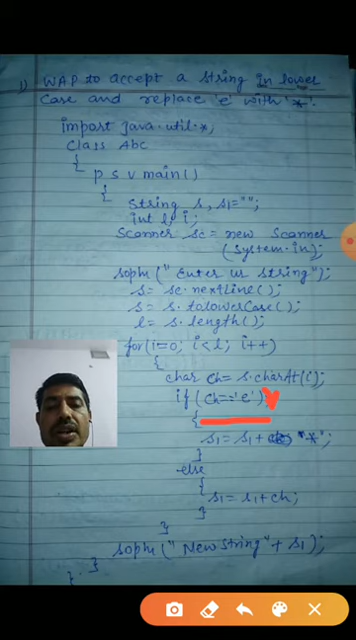 1) WAP to accept a string in lower
case and replace 'e' with '*'.
import java.util.*;
class Abc
{
p s v main()
{
String s, s1="";
int l, i;
Scanner sc = new Scanner
(System.in);
sopln("Enter ur string");
s = sc.nextLine();
s = s.toLowerCase();
l = s.length();
for(i=0; i<l; i++)
{
char ch = s.charAt(i);
if (ch=='e')
{
s1 = s1 + "*";
}
else
{
s1 = s1 + ch;
}
}
sopln("New string" + s1);
}
}